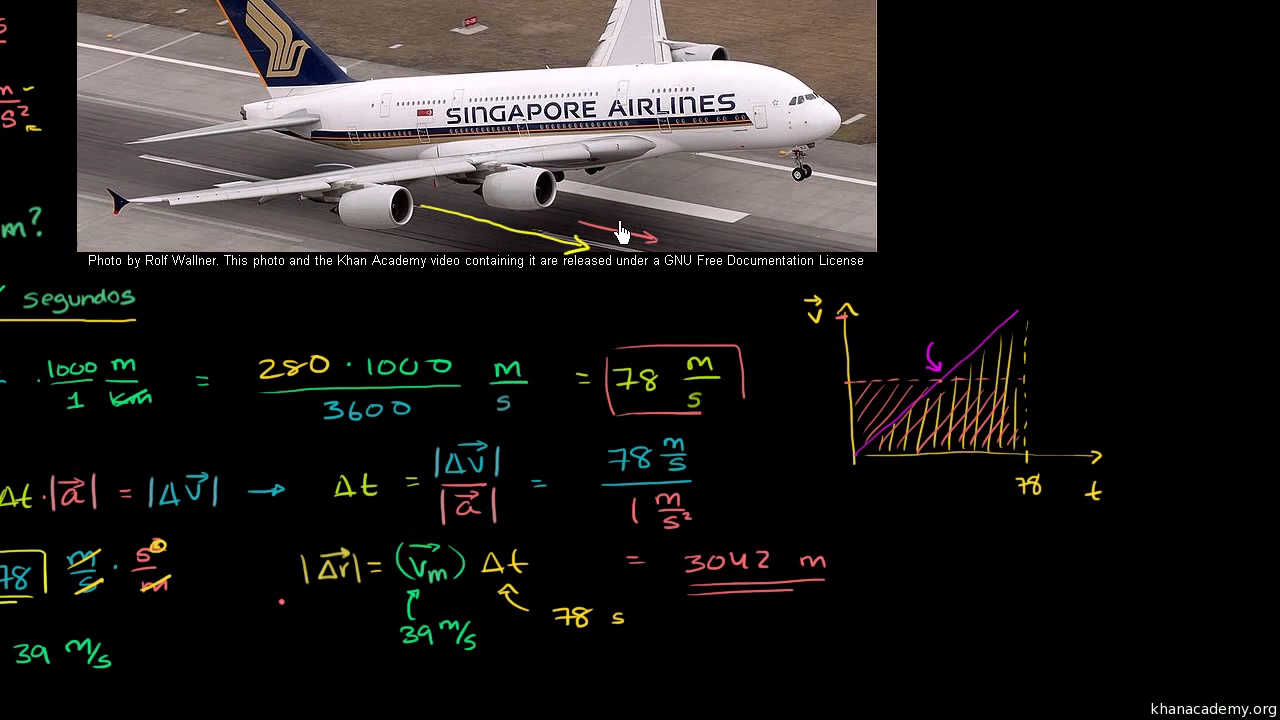 SINGAPORE AIRLINES
Photo by Rolf Wallner. This photo and the Khan Academy video containing it are released under a GNU Free Documentation License
s
m
s²
m?
segundos
· 1000/1 m/km = 280 · 1000/3600 m/s = 78 m/s
Δt · |a⃗| = |Δv⃗| → Δt = |Δv⃗|/|a⃗| = 78 m/s / 1 m/s²
78 m/s · s²/m
|Δr⃗| = (v⃗m) Δt = 3042 m
39 m/s
78 s
39 m/s
v⃗
78
t
khanacademy.org